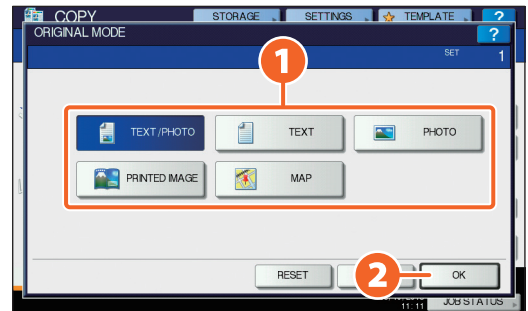 COPY STORAGE SETTINGS TEMPLATE ?
ORIGINAL MODE ?
SET 1
1
TEXT/PHOTO TEXT PHOTO
PRINTED IMAGE MAP
RESET 2 OK
11:11 JOB STATUS